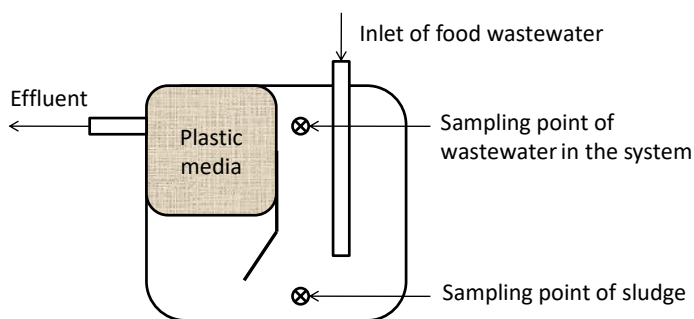 Inlet of food wastewater
Effluent
Plastic
media
Sampling point of
wastewater in the system
Sampling point of sludge